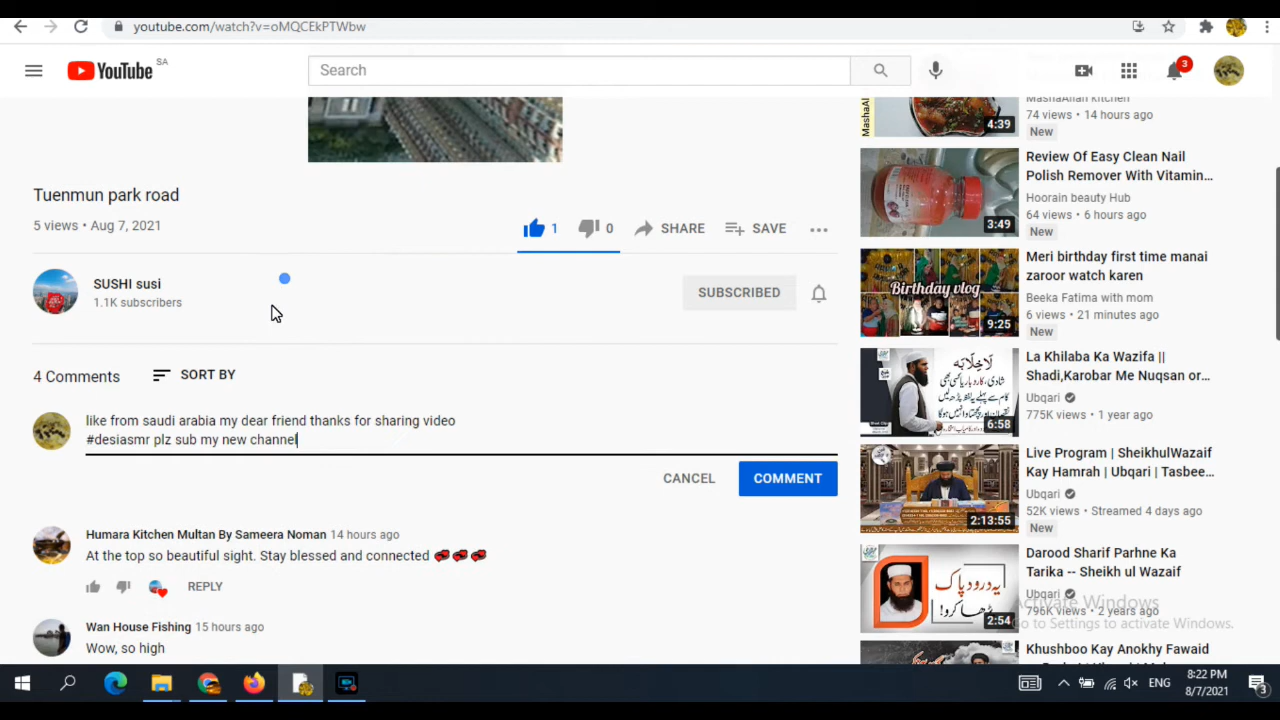 youtube.com/watch?v=oMQCEkPTWbw
YouTube SA
Search
3
Tuenmun park road
5 views • Aug 7, 2021
1
0
SHARE
SAVE
SUSHI susi
1.1K subscribers
SUBSCRIBED
4 Comments
SORT BY
like from saudi arabia my dear friend thanks for sharing video
#desiasmr plz sub my new channel
CANCEL
COMMENT
Humara Kitchen Multan By Sameera Noman 14 hours ago
At the top so beautiful sight. Stay blessed and connected
REPLY
Wan House Fishing 15 hours ago
Wow, so high
MashaAl
4:39
MashaAllah kitchen
74 views • 14 hours ago
New
3:49
Review Of Easy Clean Nail
Polish Remover With Vitamin...
Hoorain beauty Hub
64 views • 6 hours ago
New
Birthday vlog
9:25
Meri birthday first time manai
zaroor watch karen
Beeka Fatima with mom
6 views • 21 minutes ago
New
لَاخِلَابَه
6:58
La Khilaba Ka Wazifa ||
Shadi,Karobar Me Nuqsan or...
Ubqari
775K views • 1 year ago
2:13:55
Live Program | SheikhulWazaif
Kay Hamrah | Ubqari | Tasbee...
Ubqari
52K views • Streamed 4 days ago
New
یہ درود پاک
پڑھا کرو!
2:54
Darood Sharif Parhne Ka
Tarika -- Sheikh ul Wazaif
Ubqari
796K views • 2 years ago
Khushboo Kay Anokhy Fawaid
Activate Windows
Go to Settings to activate Windows.
ENG
8:22 PM
8/7/2021
3